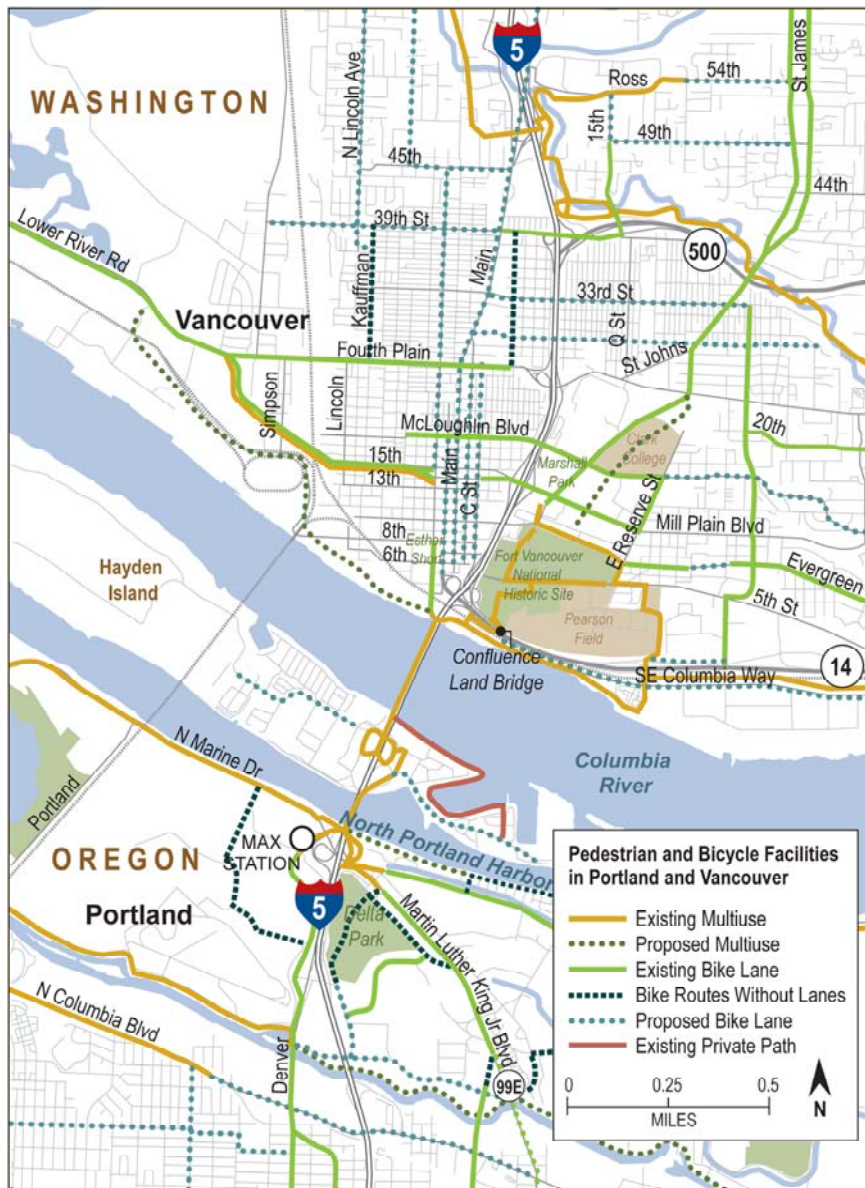 5
Ross
54th
St James
WASHINGTON
N Lincoln Ave
15th
49th
45th
44th
39th St
Lower River Rd
Kauffman
Main
500
33rd St
Vancouver
Q St
Fourth Plain
St Johns
Simpson
Lincoln
McLoughlin Blvd
20th
Clark
College
15th
Main
Marshall
Park
13th
C St
E Reserve St
Mill Plain Blvd
8th
Esther
Short
6th
Fort Vancouver
National
Historic Site
Evergreen
Hayden
Island
5th St
Pearson
Field
Confluence
Land Bridge
SE Columbia Way
14
N Marine Dr
Columbia
River
Portland
North Portland Harbor
MAX
STATION
OREGON
Portland
5
Delta
Park
Martin Luther King Jr Blvd
N Columbia Blvd
Denver
99E
Pedestrian and Bicycle Facilities
in Portland and Vancouver
Existing Multiuse
Proposed Multiuse
Existing Bike Lane
Bike Routes Without Lanes
Proposed Bike Lane
Existing Private Path
0 0.25 0.5
MILES
N